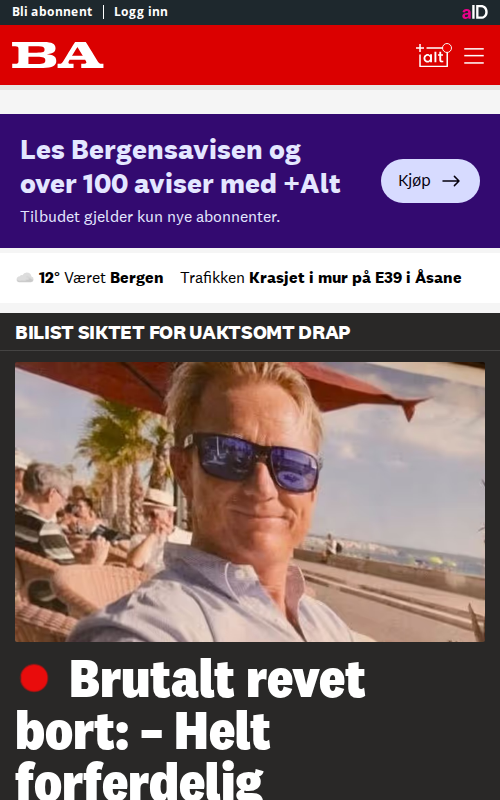 Bli abonnent | Logg inn
aID
BA
+alt
Les Bergensavisen og
over 100 aviser med +Alt
Tilbudet gjelder kun nye abonnenter.
Kjøp →
12° Været Bergen Trafikken Krasjet i mur på E39 i Åsane
BILIST SIKTET FOR UAKTSOMT DRAP
Brutalt revet
bort: – Helt
forferdelig